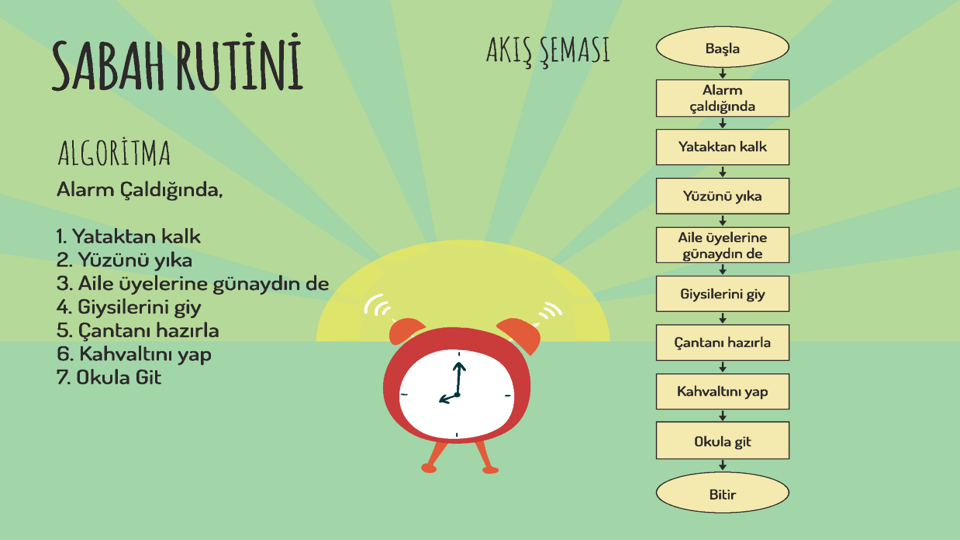 SABAH RUTİNİ
ALGORİTMA
Alarm Çaldığında,
1. Yataktan kalk
2. Yüzünü yıka
3. Aile üyelerine günaydın de
4. Giysilerini giy
5. Çantanı hazırla
6. Kahvaltını yap
7. Okula Git
AKIŞ ŞEMASI
Başla
Alarm
çaldığında
Yataktan kalk
Yüzünü yıka
Aile üyelerine
günaydın de
Giysilerini giy
Çantanı hazırla
Kahvaltını yap
Okula git
Bitir